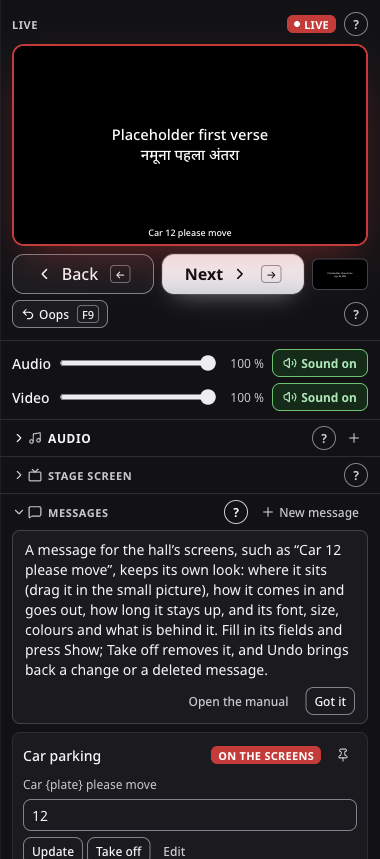 LIVE
LIVE
?
Placeholder first verse
नमूना पहला अंतरा
Car 12 please move
Back ←
Next →
Oops F9
?
Audio 100 % Sound on
Video 100 % Sound on
AUDIO
? +
STAGE SCREEN
?
MESSAGES
? + New message
A message for the hall’s screens, such as “Car 12
please move”, keeps its own look: where it sits
(drag it in the small picture), how it comes in and
goes out, how long it stays up, and its font, size,
colours and what is behind it. Fill in its fields and
press Show; Take off removes it, and Undo brings
back a change or a deleted message.
Open the manual Got it
Car parking ON THE SCREENS
Car {plate} please move
12
Update Take off Edit